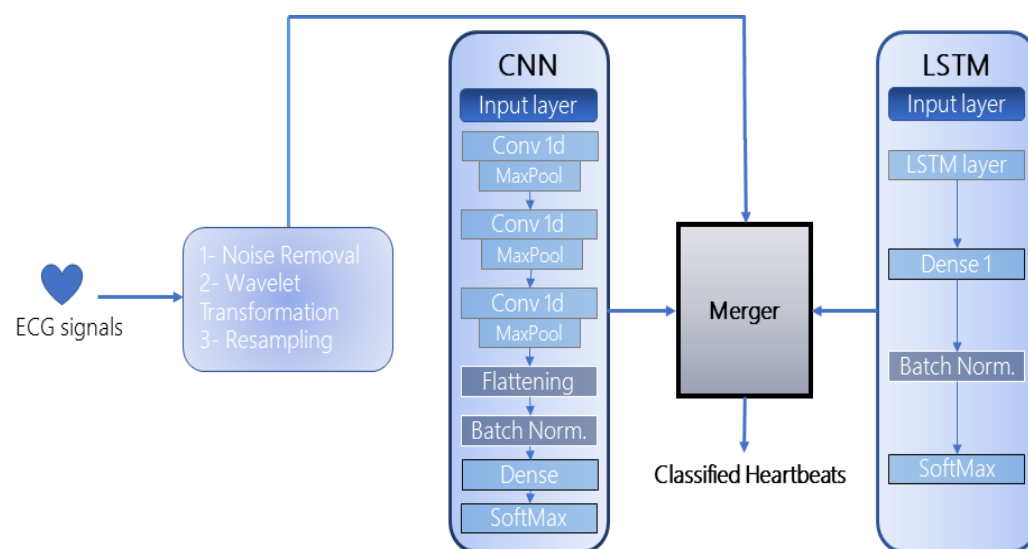 ECG signals
1- Noise Removal
2- Wavelet
Transformation
3- Resampling
CNN
Input layer
Conv 1d
MaxPool
Conv 1d
MaxPool
Conv 1d
MaxPool
Flattening
Batch Norm.
Dense
SoftMax
Merger
Classified Heartbeats
LSTM
Input layer
LSTM layer
Dense 1
Batch Norm.
SoftMax